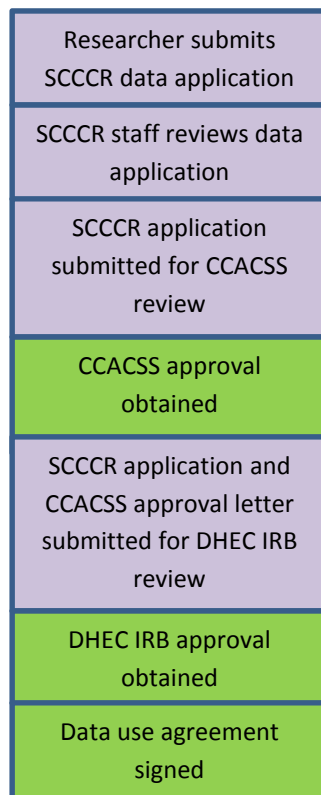 Researcher submits
SCCCR data application
SCCCR staff reviews data
application
SCCCR application
submitted for CCACSS
review
CCACSS approval
obtained
SCCCR application and
CCACSS approval letter
submitted for DHEC IRB
review
DHEC IRB approval
obtained
Data use agreement
signed